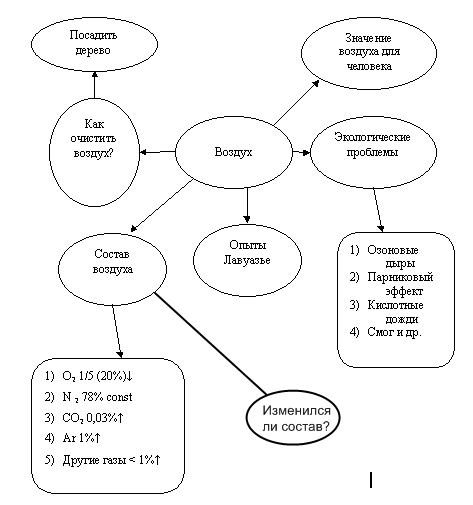 Посадить
дерево
Значение
воздуха для
человека
Как
очистить
воздух?
Воздух
Экологические
проблемы
Состав
воздуха
Опыты
Лавуазье
1) Озоновые
дыры
2) Парниковый
эффект
3) Кислотные
дожди
4) Смог и др.
1) O₂ 1/5 (20%)↓
2) N ₂ 78% const
3) CO₂ 0,03%↑
4) Ar 1%↑
5) Другие газы < 1%↑
Изменился
ли состав?